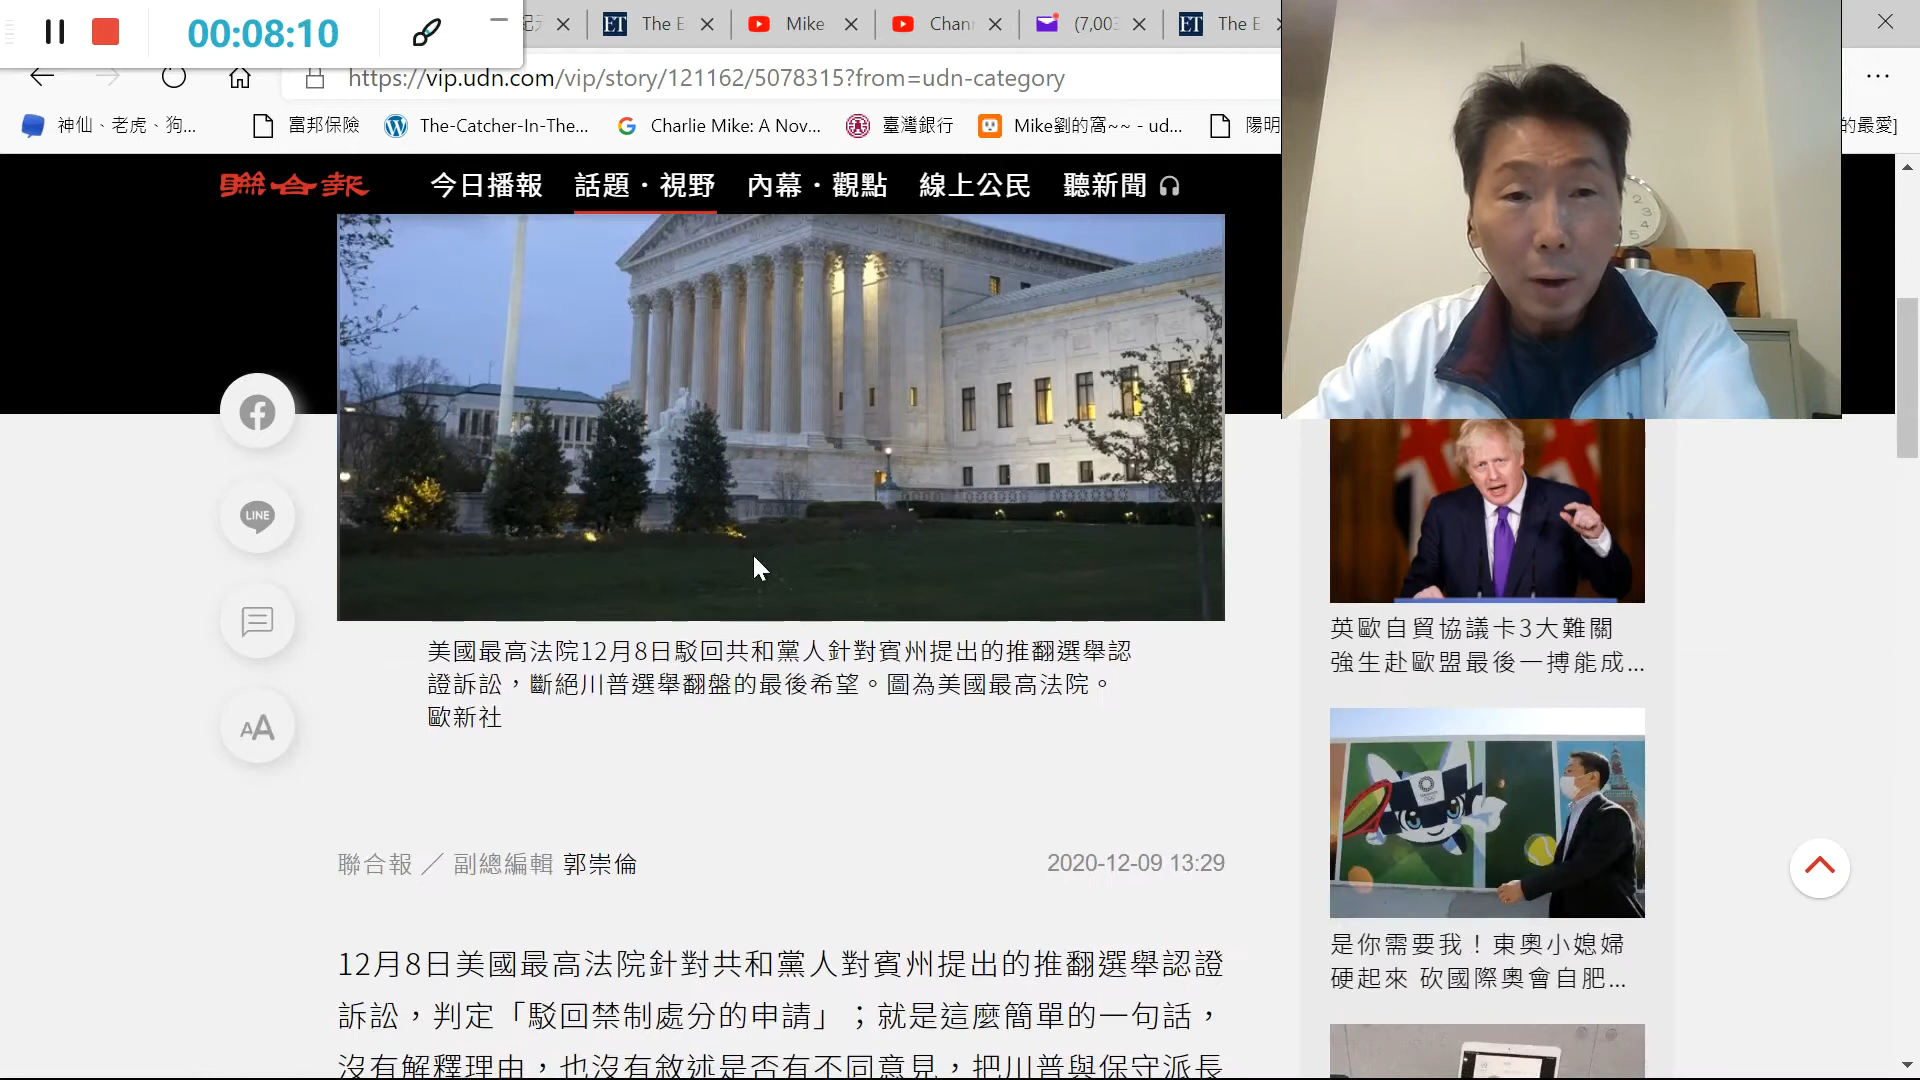 00:08:10
The E
Mike
Chan
(7,003
The E
https://vip.udn.com/vip/story/121162/5078315?from=udn-category
神仙、老虎、狗...
富邦保險
The-Catcher-In-The...
Charlie Mike: A Nov...
臺灣銀行
Mike劉的窩~~ - ud...
陽明
的最愛]
聯合報
今日播報
話題・視野
內幕・觀點
線上公民
聽新聞
LINE
AA
美國最高法院12月8日駁回共和黨人針對賓州提出的推翻選舉認
證訴訟，斷絕川普選舉翻盤的最後希望。圖為美國最高法院。
歐新社
聯合報 ／ 副總編輯 郭崇倫
2020-12-09 13:29
12月8日美國最高法院針對共和黨人對賓州提出的推翻選舉認證
訴訟，判定「駁回禁制處分的申請」；就是這麼簡單的一句話，
沒有解釋理由，也沒有敘述是否有不同意見，把川普與保守派長
英歐自貿協議卡3大難關
強生赴歐盟最後一搏能成...
是你需要我！東奧小媳婦
硬起來 砍國際奧會自肥...